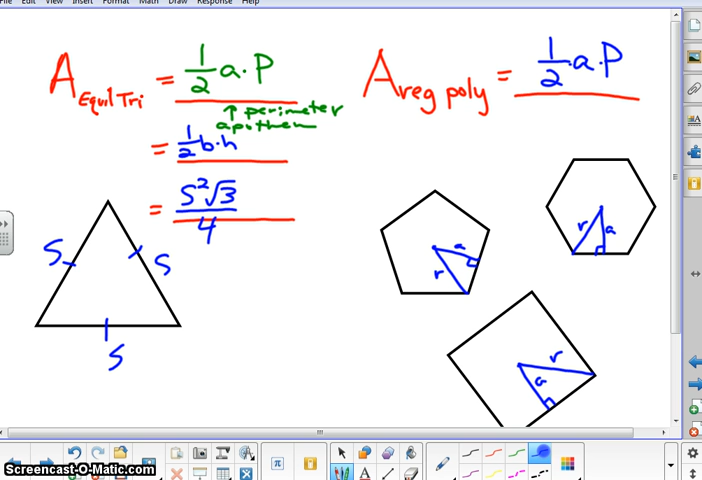 File Edit View Insert Format Math Draw Response Help
A Equil Tri = 1/2 a · P
↑ perimeter
apothem
= 1/2 b·h
= S²√3 / 4
A reg poly = 1/2 · a · P
S
S
S
r a
a
r
r
a
Screencast-O-Matic.com
π
A